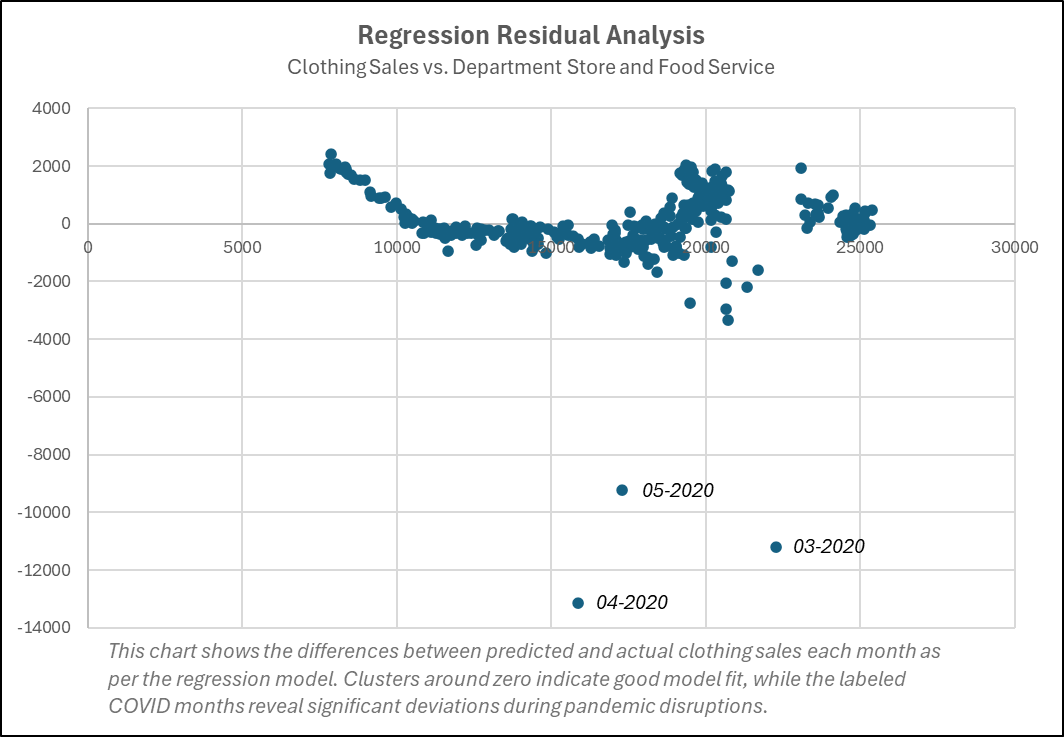 Regression Residual Analysis
Clothing Sales vs. Department Store and Food Service
4000
2000
0
0 5000 10000 15000 20000 25000 30000
-2000
-4000
-6000
-8000
05-2020
-10000
03-2020
-12000
04-2020
-14000
This chart shows the differences between predicted and actual clothing sales each month as
per the regression model. Clusters around zero indicate good model fit, while the labeled
COVID months reveal significant deviations during pandemic disruptions.